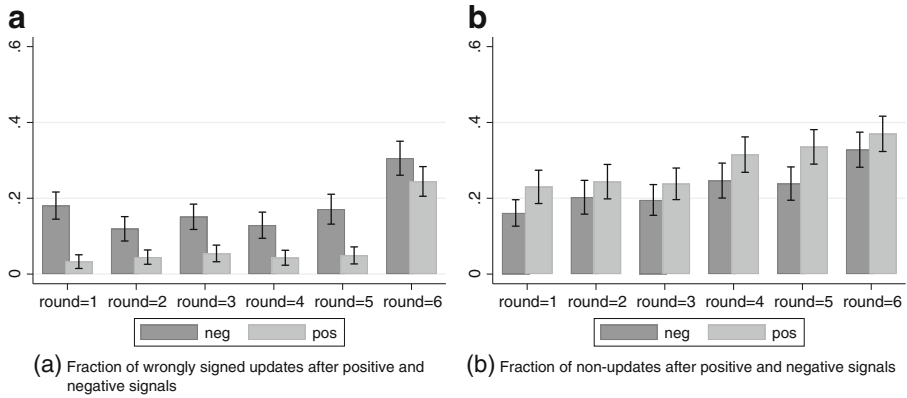 a
.6
.4
.2
0
round=1 round=2 round=3 round=4 round=5 round=6
neg pos
(a) Fraction of wrongly signed updates after positive and
negative signals
b
.6
.4
.2
0
round=1 round=2 round=3 round=4 round=5 round=6
neg pos
(b) Fraction of non-updates after positive and negative signals